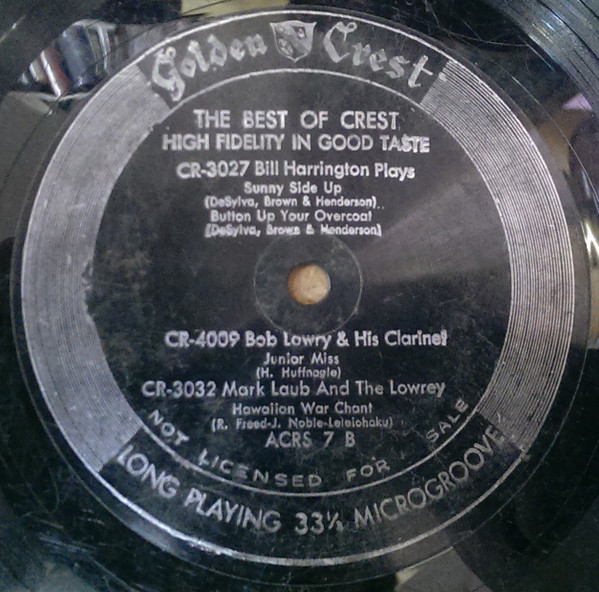 Golden Crest
THE BEST OF CREST
HIGH FIDELITY IN GOOD TASTE
CR-3027 Bill Harrington Plays
Sunny Side Up
(DeSylva, Brown & Henderson)
Button Up Your Overcoat
(DeSylva, Brown & Henderson)
CR-4009 Bob Lowry & His Clarinet
Junior Miss
(H. Huffnagle)
CR-3032 Mark Laub And The Lowrey
Hawaiian War Chant
(R. Freed-J. Noble-Leleiohaku)
ACRS 7 B
NOT LICENSED FOR SALE
LONG PLAYING 33⅓ MICROGROOVE